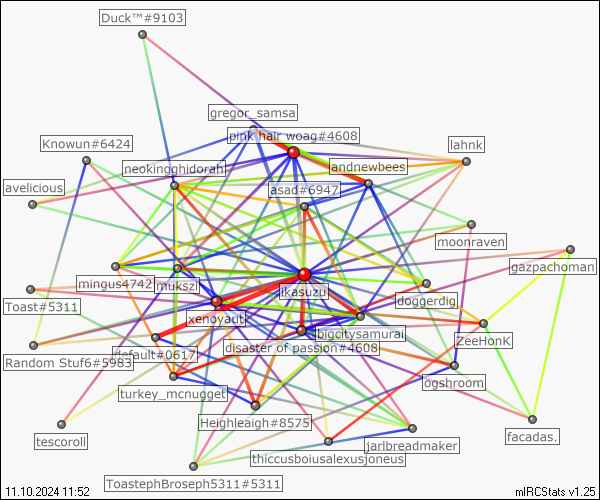 Duck™#9103
gregor_samsa
pink hair woag#4608
Knowun#6424
lahnk
neokingghidorah
andnewbees
avelicious
asad#6947
moonraven
gazpachoman
mingus4742
mukszi
ikasuzu
doggerdig
Toast#5311
xenoyautk
bigcitysamurai
ZeeHonK
disaster of passion#4608
default#0617
Random Stuf6#5983
ogshroom
turkey_mcnugget
Heighleaigh#8575
tescoroll
facadas.
jarlbreadmaker
thiccusboiusalexusjoneus
ToastephBroseph5311#5311
11.10.2024 11:52
mIRCStats v1.25